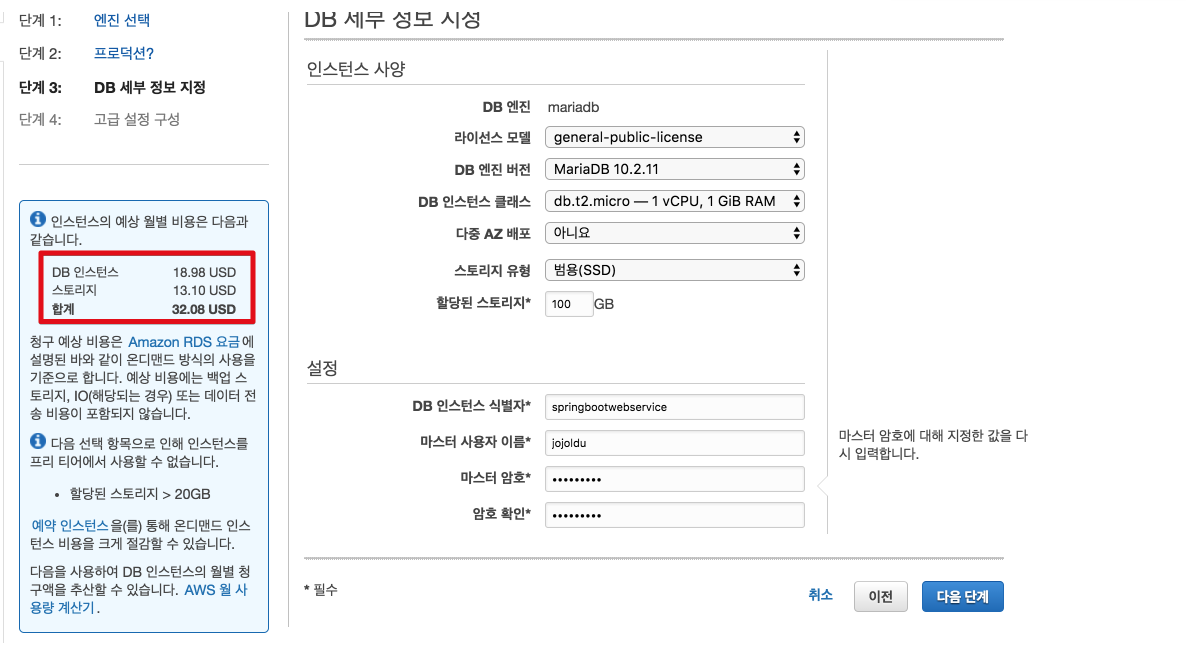 단계 1: 엔진 선택
단계 2: 프로덕션?
단계 3: DB 세부 정보 지정
단계 4: 고급 설정 구성
인스턴스의 예상 월별 비용은 다음과
같습니다.
DB 인스턴스 18.98 USD
스토리지 13.10 USD
합계 32.08 USD
청구 예상 비용은 Amazon RDS 요금에
설명된 바와 같이 온디맨드 방식의 사용을
기준으로 합니다. 예상 비용에는 백업 스
토리지, IO(해당되는 경우) 또는 데이터 전
송 비용이 포함되지 않습니다.
다음 선택 항목으로 인해 인스턴스를
프리 티어에서 사용할 수 없습니다.
• 할당된 스토리지 > 20GB
예약 인스턴스을(를) 통해 온디맨드 인스
턴스 비용을 크게 절감할 수 있습니다.
다음을 사용하여 DB 인스턴스의 월별 청
구액을 추산할 수 있습니다. AWS 월 사
용량 계산기.
DB 세부 정보 지정
인스턴스 사양
DB 엔진 mariadb
라이선스 모델 general-public-license
DB 엔진 버전 MariaDB 10.2.11
DB 인스턴스 클래스 db.t2.micro — 1 vCPU, 1 GiB RAM
다중 AZ 배포 아니요
스토리지 유형 범용(SSD)
할당된 스토리지* 100 GB
설정
DB 인스턴스 식별자* springbootwebservice
마스터 사용자 이름* jojoldu
마스터 암호* •••••••••
암호 확인* •••••••••
마스터 암호에 대해 지정한 값을 다
시 입력합니다.
* 필수
취소 이전 다음 단계